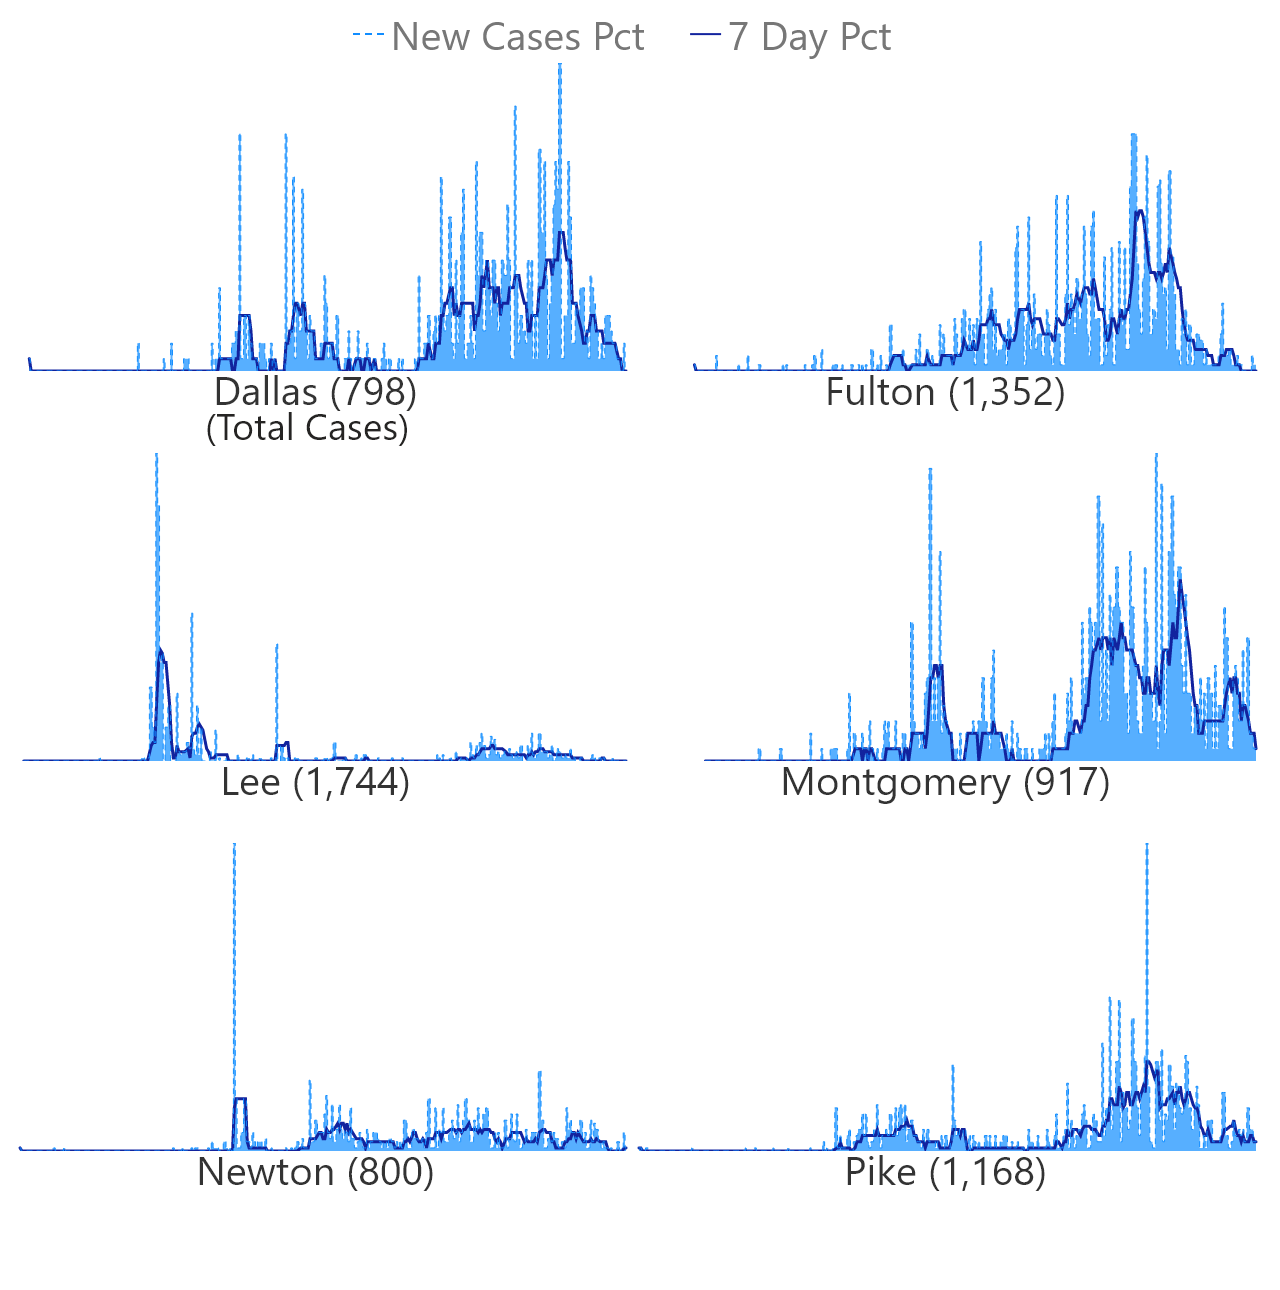 New Cases Pct 7 Day Pct
Dallas (798) Fulton (1,352)
(Total Cases)
Lee (1,744) Montgomery (917)
Newton (800) Pike (1,168)